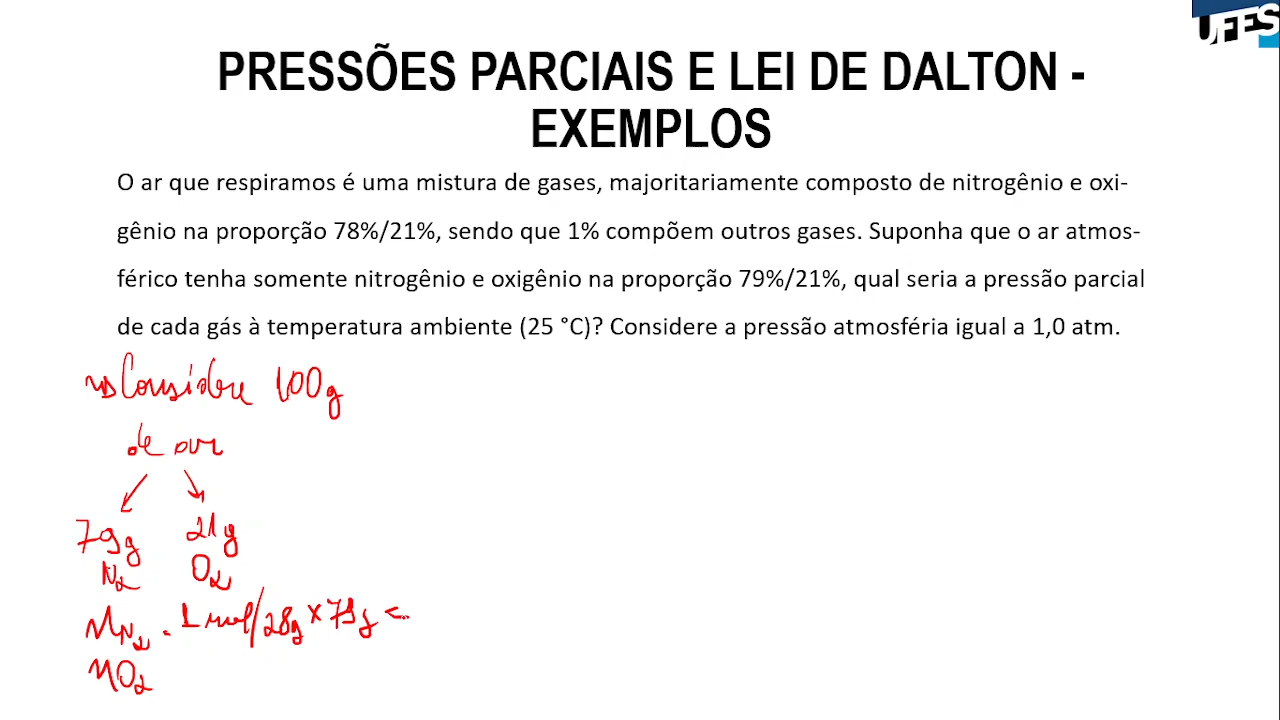 UFES
PRESSÕES PARCIAIS E LEI DE DALTON -
EXEMPLOS
O ar que respiramos é uma mistura de gases, majoritariamente composto de nitrogênio e oxi-
gênio na proporção 78%/21%, sendo que 1% compõem outros gases. Suponha que o ar atmos-
férico tenha somente nitrogênio e oxigênio na proporção 79%/21%, qual seria a pressão parcial
de cada gás à temperatura ambiente (25 °C)? Considere a pressão atmosféria igual a 1,0 atm.
Considere 100g
de ar
79g 21g
N₂ O₂
nN₂ = 1 mol/28g × 79g =
nO₂